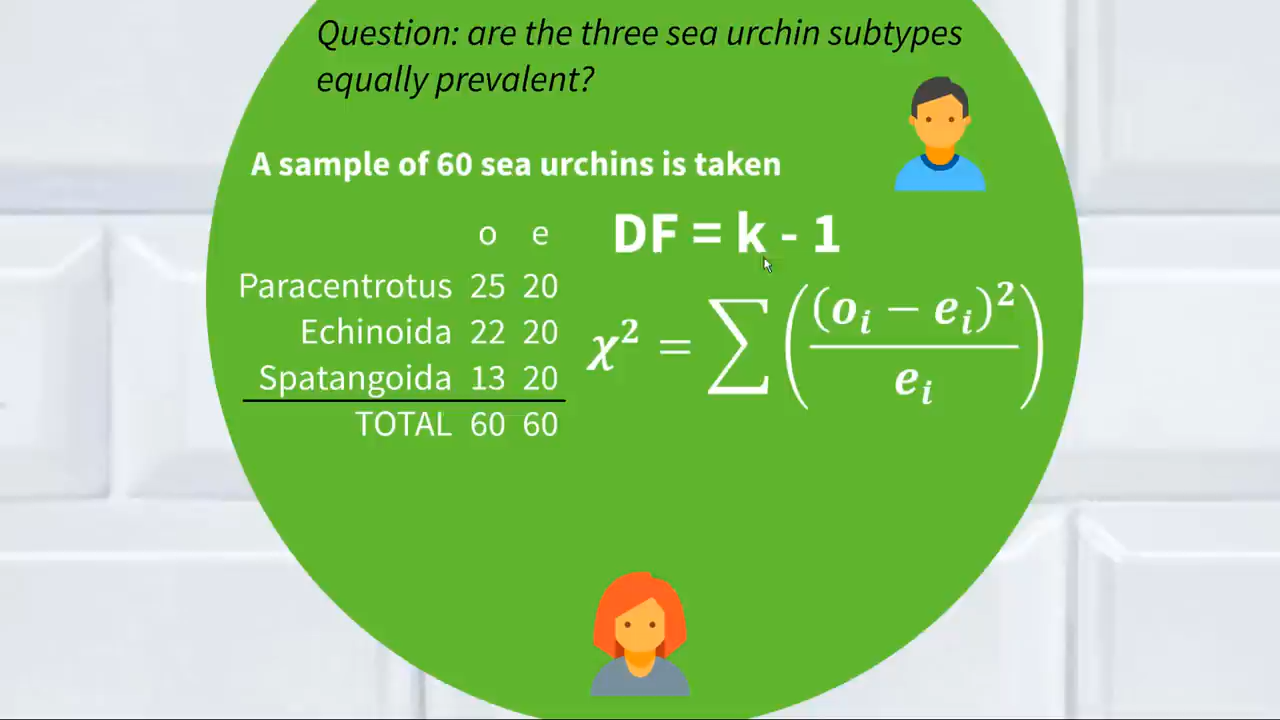 Question: are the three sea urchin subtypes
equally prevalent?
A sample of 60 sea urchins is taken
o e
DF = k - 1
Paracentrotus 25 20
Echinoida 22 20
Spatangoida 13 20
TOTAL 60 60
χ² = ∑ ((oᵢ − eᵢ)² / eᵢ)